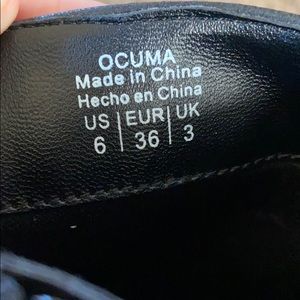 OCUMA
Made in China
Hecho en China
US | EUR | UK
6 | 36 | 3